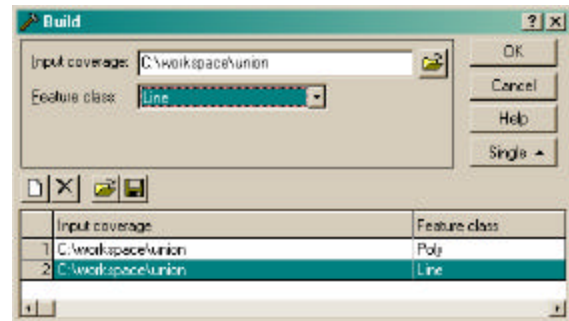 Build
Input coverage: C:\workspace\union
OK
Feature class: Line
Cancel
Help
Single
Input coverage Feature class
1 C:\workspace\union Poly
2 C:\workspace\union Line